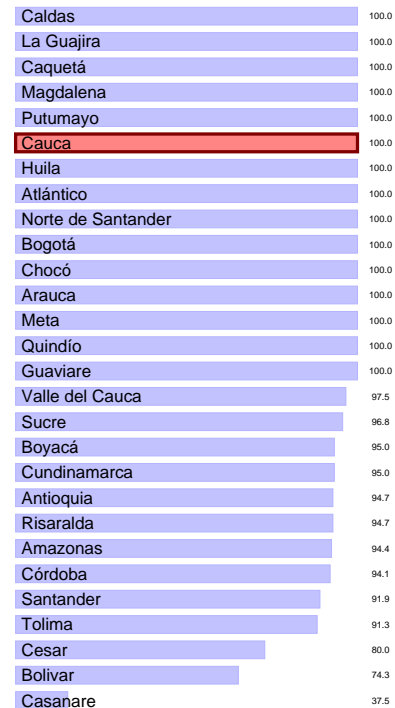 Caldas 100.0
La Guajira 100.0
Caquetá 100.0
Magdalena 100.0
Putumayo 100.0
Cauca 100.0
Huila 100.0
Atlántico 100.0
Norte de Santander 100.0
Bogotá 100.0
Chocó 100.0
Arauca 100.0
Meta 100.0
Quindío 100.0
Guaviare 100.0
Valle del Cauca 97.5
Sucre 96.8
Boyacá 95.0
Cundinamarca 95.0
Antioquia 94.7
Risaralda 94.7
Amazonas 94.4
Córdoba 94.1
Santander 91.9
Tolima 91.3
Cesar 80.0
Bolivar 74.3
Casanare 37.5